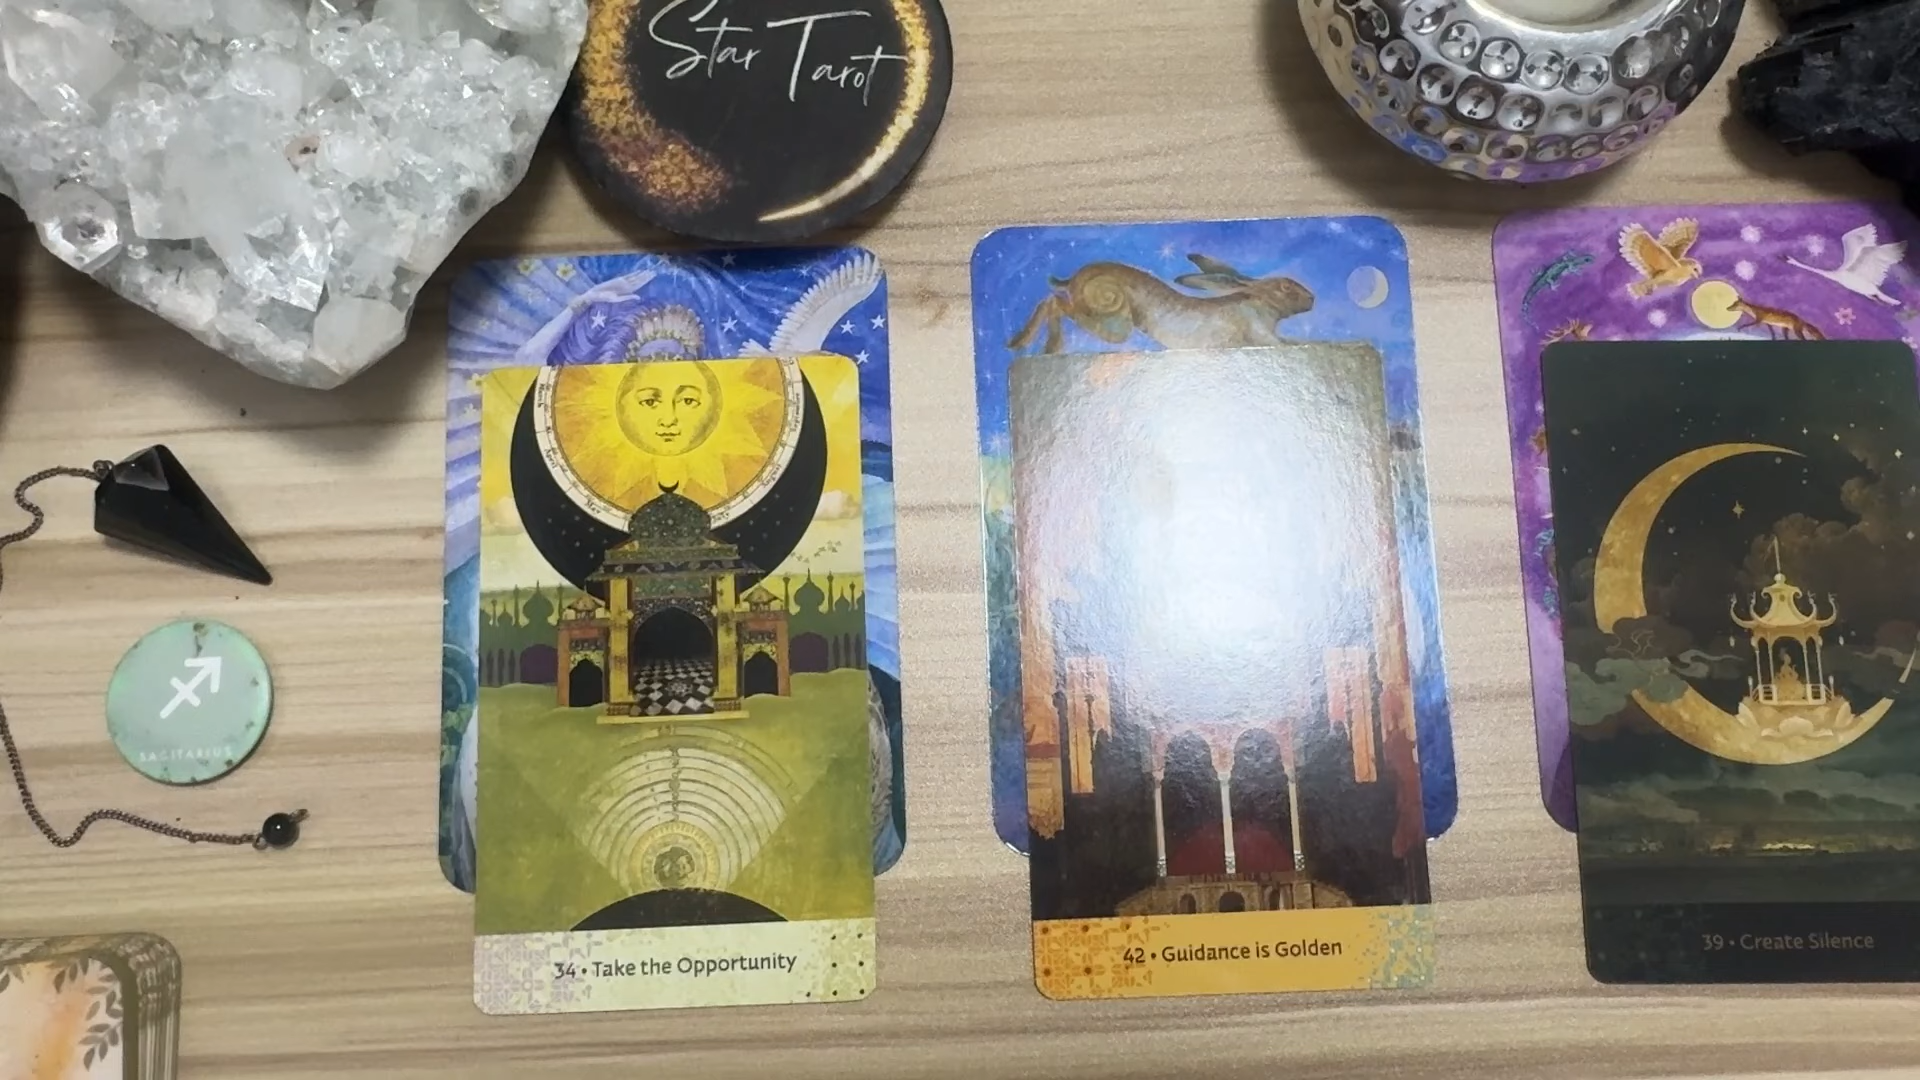 Star Tarot
SAGITARIUS
34 • Take the Opportunity
42 • Guidance is Golden
39 • Create Silence